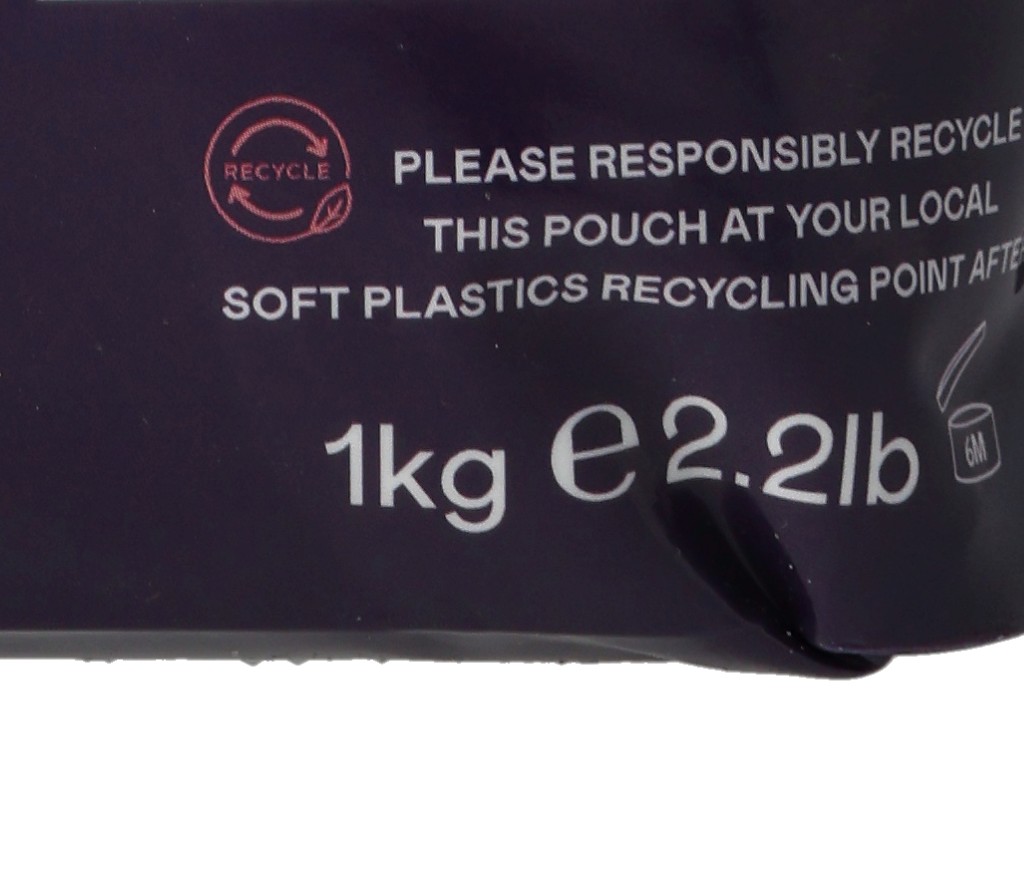 RECYCLE
PLEASE RESPONSIBLY RECYCLE
THIS POUCH AT YOUR LOCAL
SOFT PLASTICS RECYCLING POINT
1kg e 2.2lb
6M